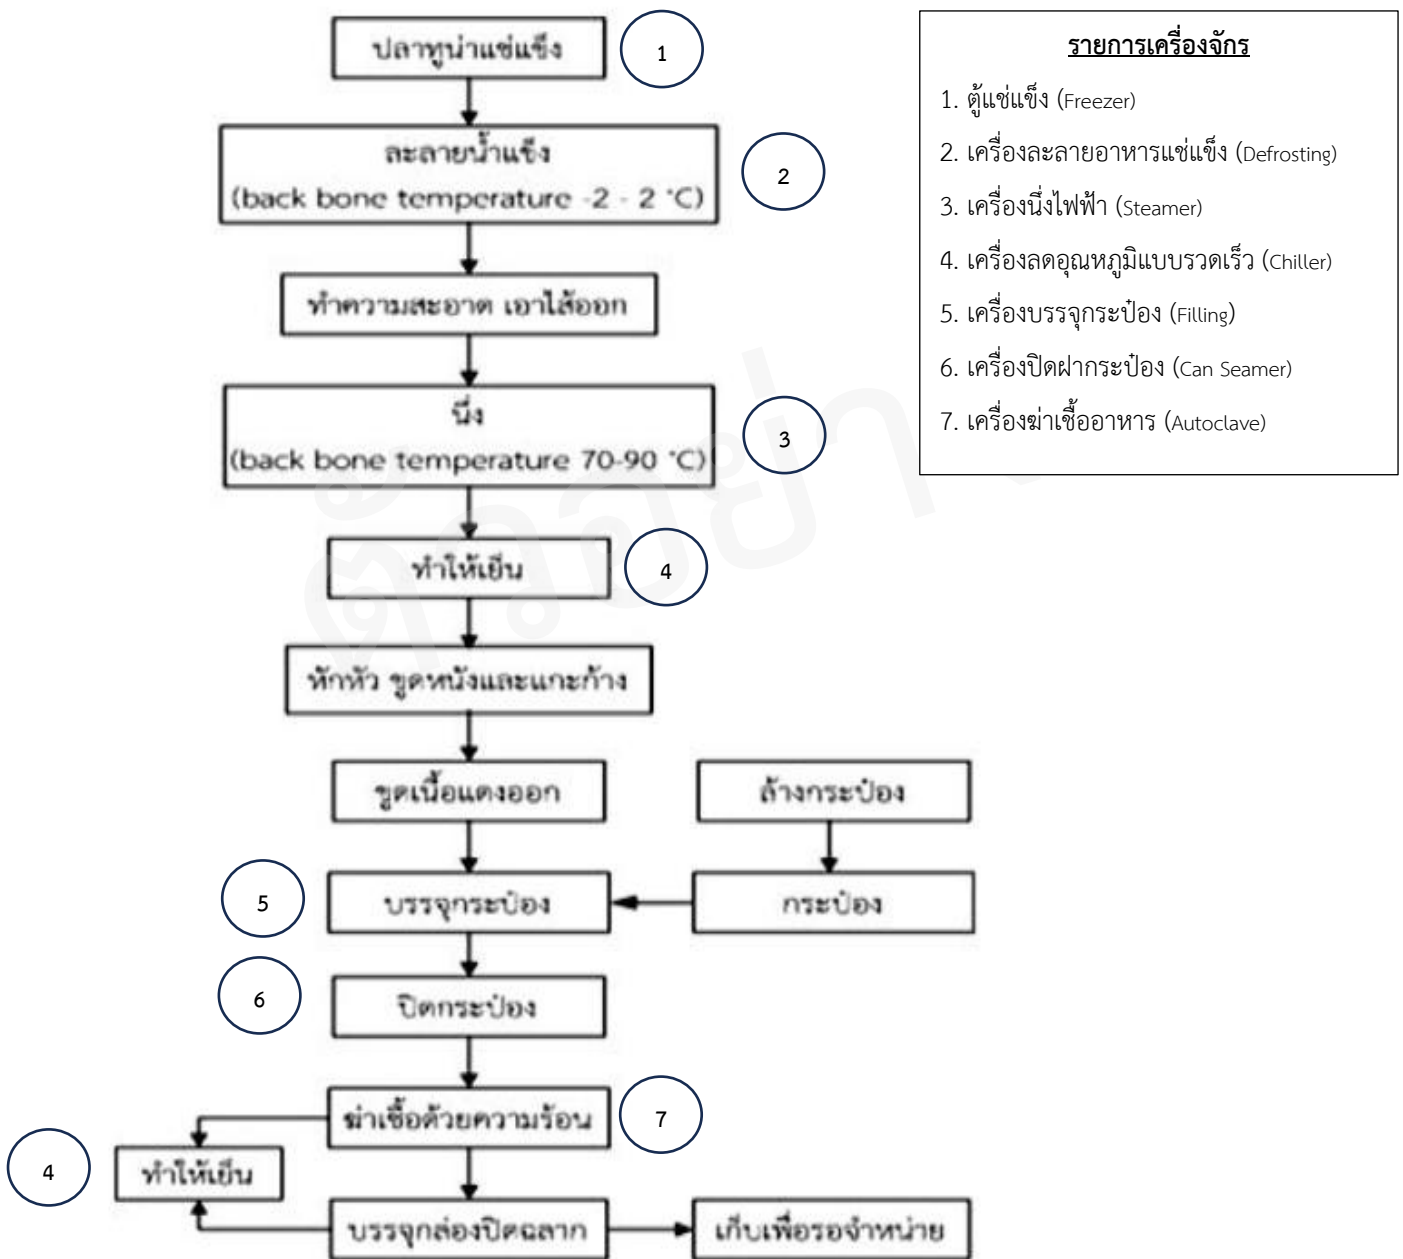 ปลาทูน่าแช่แข็ง
1
ละลายน้ำแข็ง
(back bone temperature -2 - 2 °C)
2
ทำความสะอาด เอาไส้ออก
นึ่ง
(back bone temperature 70-90 °C)
3
ทำให้เย็น
4
หักหัว ขูดหนังและแกะก้าง
ขูดเนื้อแดงออก
ล้างกระป๋อง
5
บรรจุกระป๋อง
กระป๋อง
6
ปิดกระป๋อง
ฆ่าเชื้อด้วยความร้อน
7
4
ทำให้เย็น
บรรจุกล่องปิดฉลาก
เก็บเพื่อรอจำหน่าย
รายการเครื่องจักร
1. ตู้แช่แข็ง (Freezer)
2. เครื่องละลายอาหารแช่แข็ง (Defrosting)
3. เครื่องนึ่งไฟฟ้า (Steamer)
4. เครื่องลดอุณหภูมิแบบรวดเร็ว (Chiller)
5. เครื่องบรรจุกระป๋อง (Filling)
6. เครื่องปิดฝากระป๋อง (Can Seamer)
7. เครื่องฆ่าเชื้ออาหาร (Autoclave)